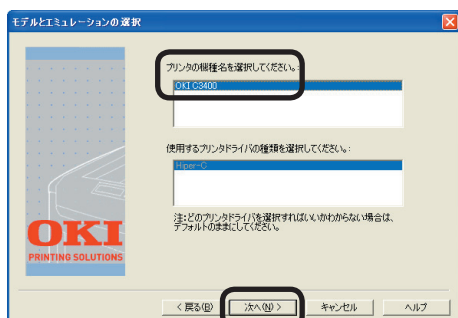 モデルとエミュレーションの選択
プリンタの機種名を選択してください。:
OKI C3400
使用するプリンタドライバの種類を選択してください。:
Hiper-C
注:どのプリンタドライバを選択すればいいかわからない場合は、
デフォルトのままにしてください。
OKI
PRINTING SOLUTIONS
< 戻る(B)
次へ(N) >
キャンセル
ヘルプ